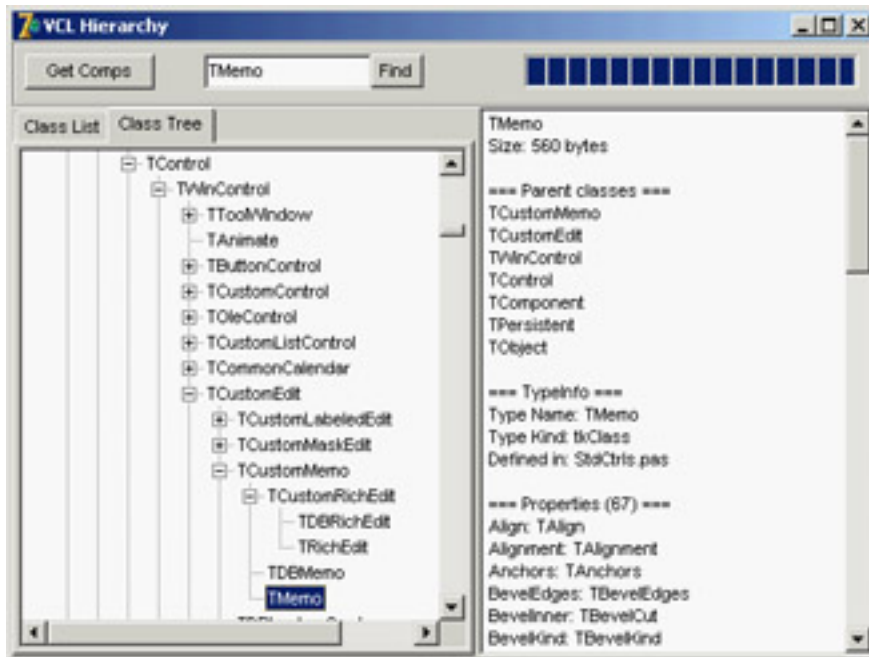 VCL Hierarchy
Get Comps
TMemo
Find
Class List
Class Tree
TControl
TWinControl
TToolWindow
TAnimate
TButtonControl
TCustomControl
TOleControl
TCustomListControl
TCommonCalendar
TCustomEdit
TCustomLabeledEdit
TCustomMaskEdit
TCustomMemo
TCustomRichEdit
TDBRichEdit
TRichEdit
TDBMemo
TMemo
TMemo
Size: 560 bytes
=== Parent classes ===
TCustomMemo
TCustomEdit
TWinControl
TControl
TComponent
TPersistent
TObject
=== TypeInfo ===
Type Name: TMemo
Type Kind: tkClass
Defined in: StdCtrls.pas
=== Properties (67) ===
Align: TAlign
Alignment: TAlignment
Anchors: TAnchors
BevelEdges: TBevelEdges
BevelInner: TBevelCut
BevelKind: TBevelKind